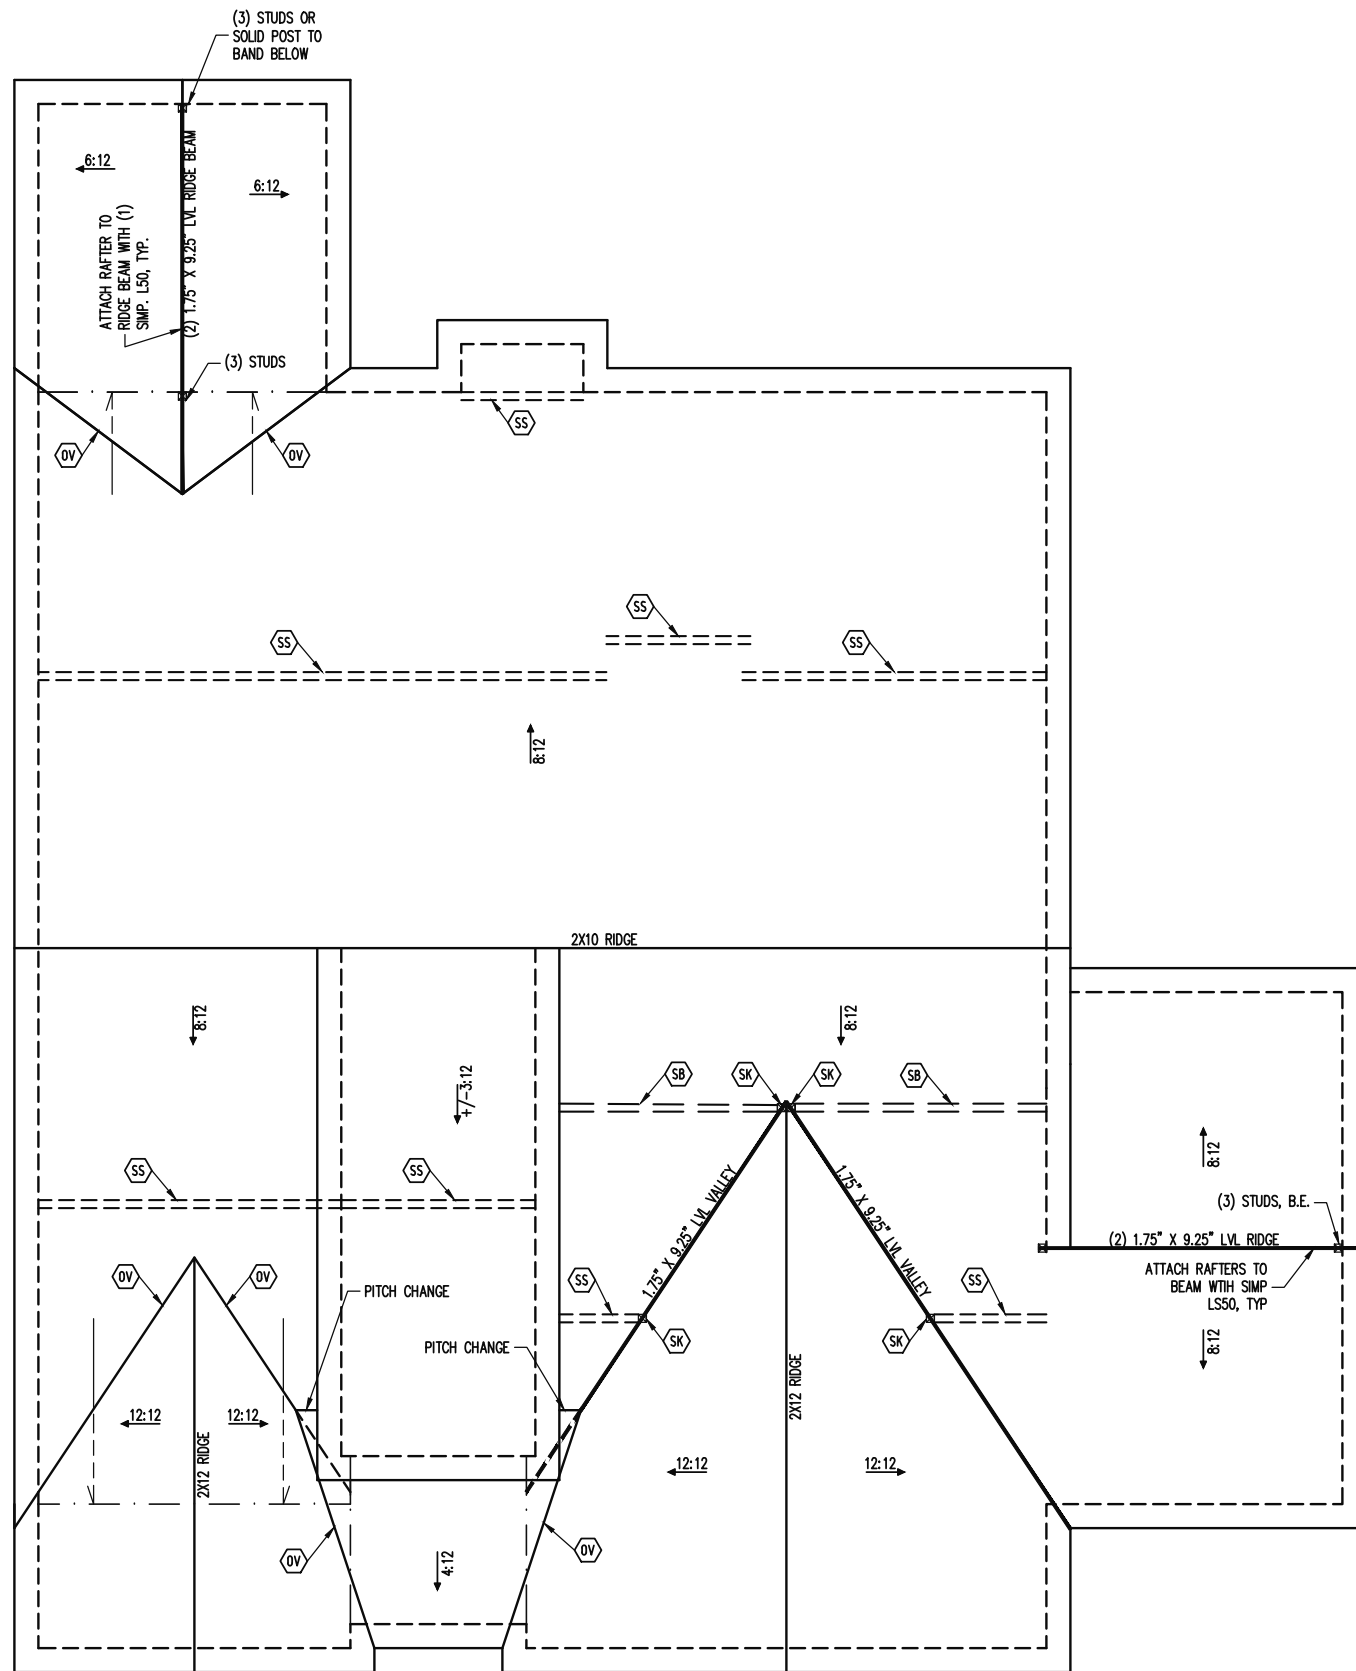 (3) STUDS OR
SOLID POST TO
BAND BELOW
6:12
6:12
ATTACH RAFTER TO
RIDGE BEAM WITH (1)
SIMP. L50, TYP.
(2) 1.75" X 9.25" LVL RIDGE BEAM
(3) STUDS
OV
OV
SS
SS
SS
SS
8:12
2X10 RIDGE
8:12
+/-3:12
8:12
SB
SK
SK
SB
8:12
SS
SS
1.75" X 9.25" LVL VALLEY
1.75" X 9.25" LVL VALLEY
(3) STUDS, B.E.
(2) 1.75" X 9.25" LVL RIDGE
ATTACH RAFTERS TO
BEAM WTIH SIMP
LS50, TYP
OV
OV
PITCH CHANGE
SS
SS
SK
SK
PITCH CHANGE
8:12
2X12 RIDGE
12:12
12:12
2X12 RIDGE
12:12
12:12
OV
OV
4:12